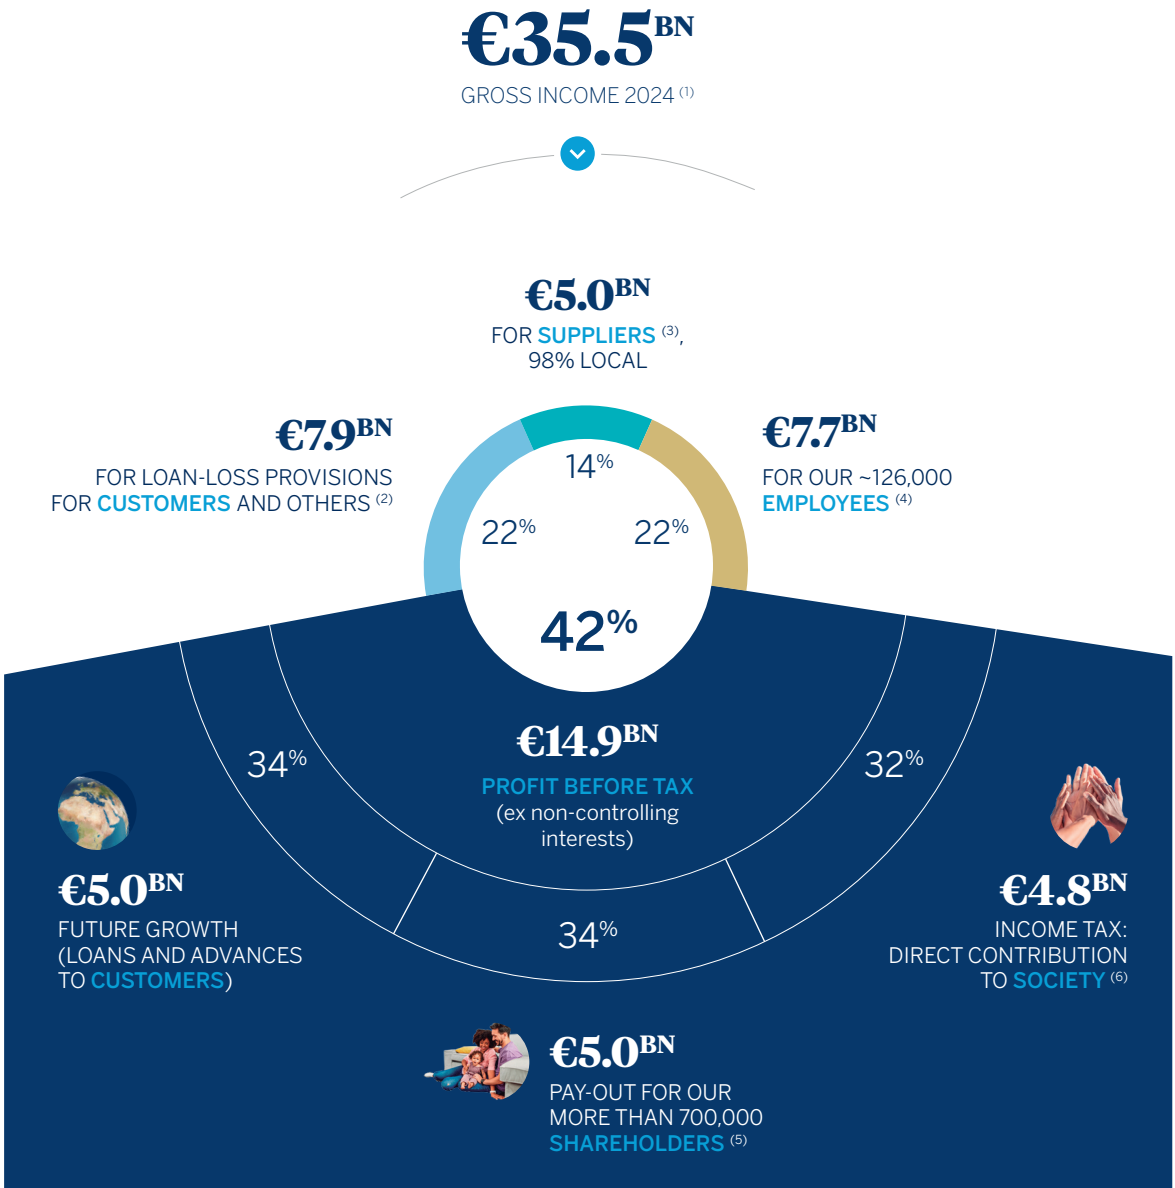 €35.5BN
GROSS INCOME 2024 (1)
€5.0BN
FOR SUPPLIERS (3),
98% LOCAL
€7.9BN
FOR LOAN-LOSS PROVISIONS
FOR CUSTOMERS AND OTHERS (2)
€7.7BN
FOR OUR ~126,000
EMPLOYEES (4)
14%
22%
22%
42%
€14.9BN
PROFIT BEFORE TAX
(ex non-controlling
interests)
34%
32%
34%
€5.0BN
FUTURE GROWTH
(LOANS AND ADVANCES
TO CUSTOMERS)
€4.8BN
INCOME TAX:
DIRECT CONTRIBUTION
TO SOCIETY (6)
€5.0BN
PAY-OUT FOR OUR
MORE THAN 700,000
SHAREHOLDERS (5)